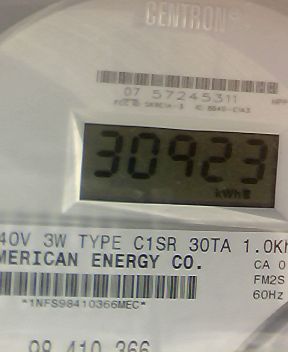 CENTRON®
07 57245311
30923
kWh
40V 3W TYPE C1SR 30TA 1.0Kh
MERICAN ENERGY CO.
CA 0
FM2S
60Hz
*1NFS98410366MEC*
98 410 366